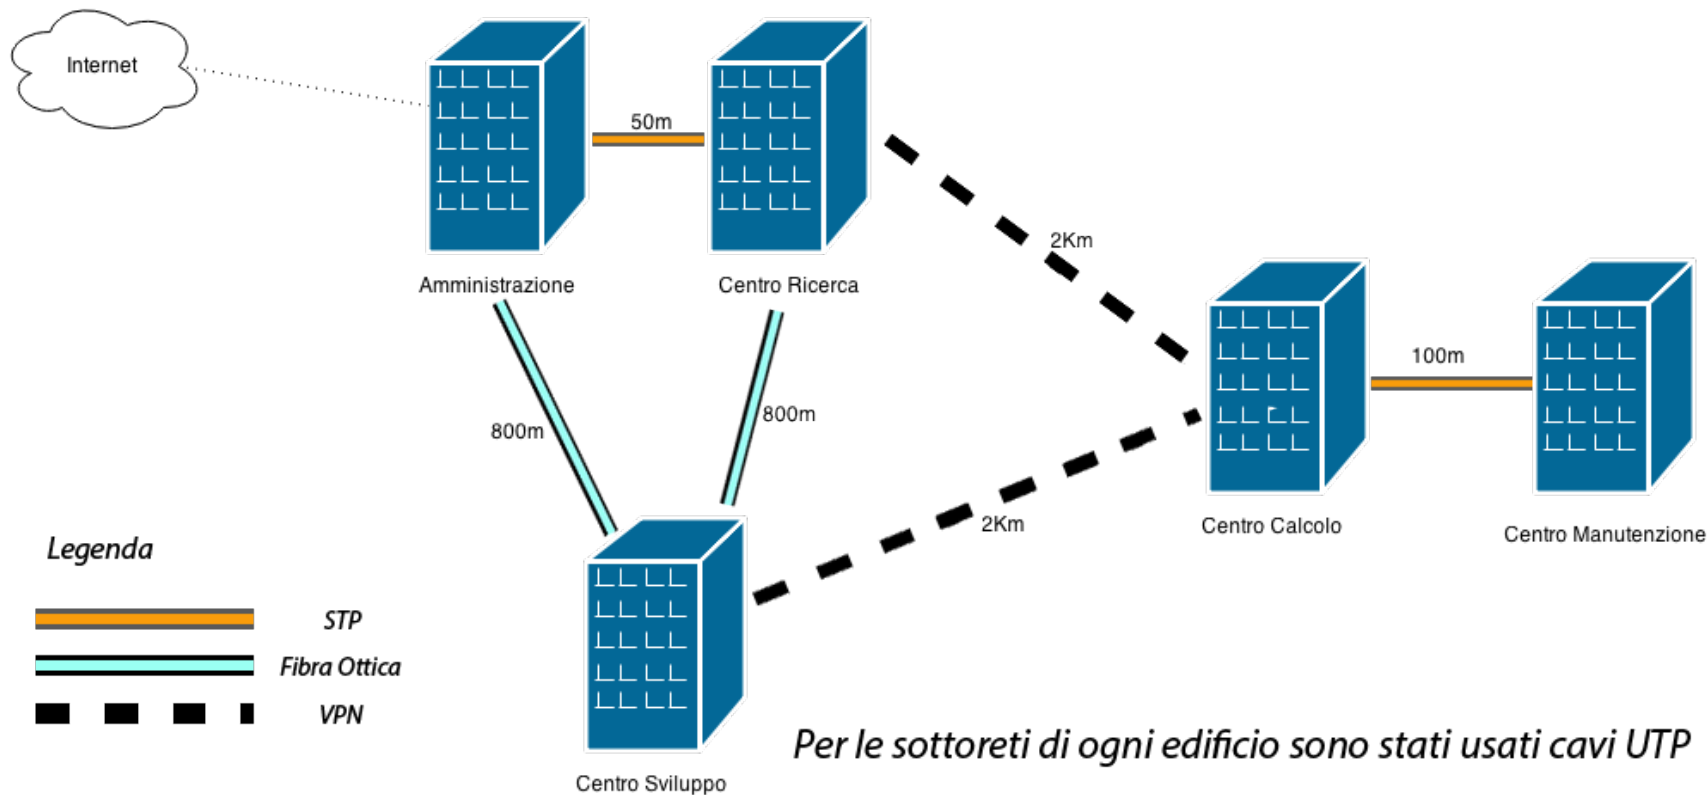 Internet
50m
Amministrazione
Centro Ricerca
2Km
100m
800m
800m
2Km
Centro Calcolo
Centro Manutenzione
Legenda
STP
Fibra Ottica
VPN
Per le sottoreti di ogni edificio sono stati usati cavi UTP
Centro Sviluppo